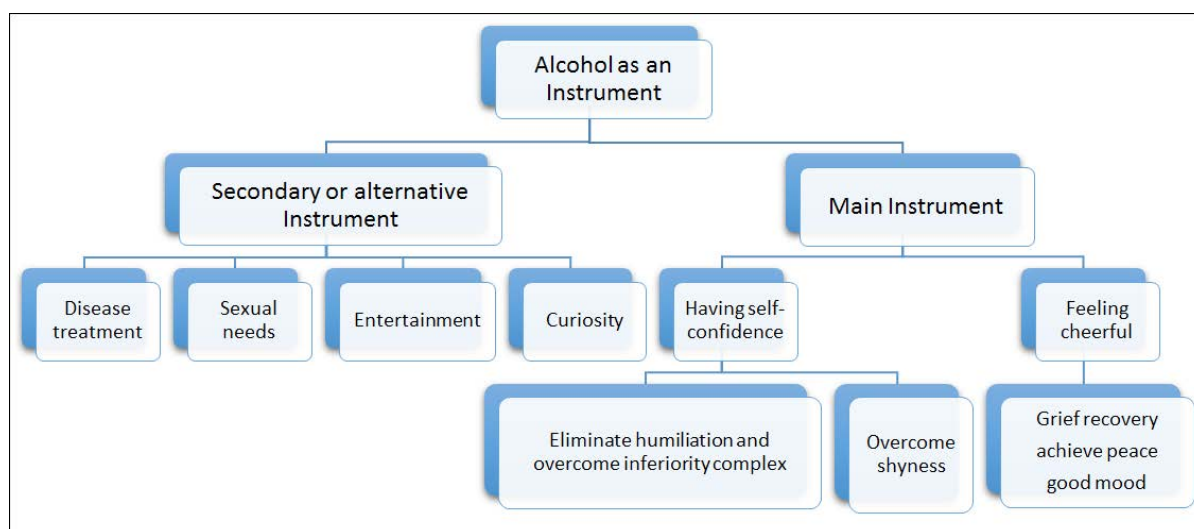 Alcohol as an
Instrument
Secondary or alternative
Instrument
Main Instrument
Disease
treatment
Sexual
needs
Entertainment
Curiosity
Having self-
confidence
Feeling
cheerful
Eliminate humiliation and
overcome inferiority complex
Overcome
shyness
Grief recovery
achieve peace
good mood